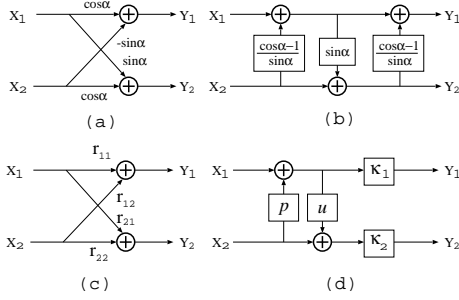 X₁ cosα Y₁
-sinα
sinα
X₂ cosα Y₂
(a)
X₁ Y₁
cosα−1
sinα
sinα
cosα−1
sinα
X₂ Y₂
(b)
r₁₁
X₁ Y₁
r₁₂
r₂₁
X₂ r₂₂ Y₂
(c)
X₁ κ₁ Y₁
p u
X₂ κ₂ Y₂
(d)